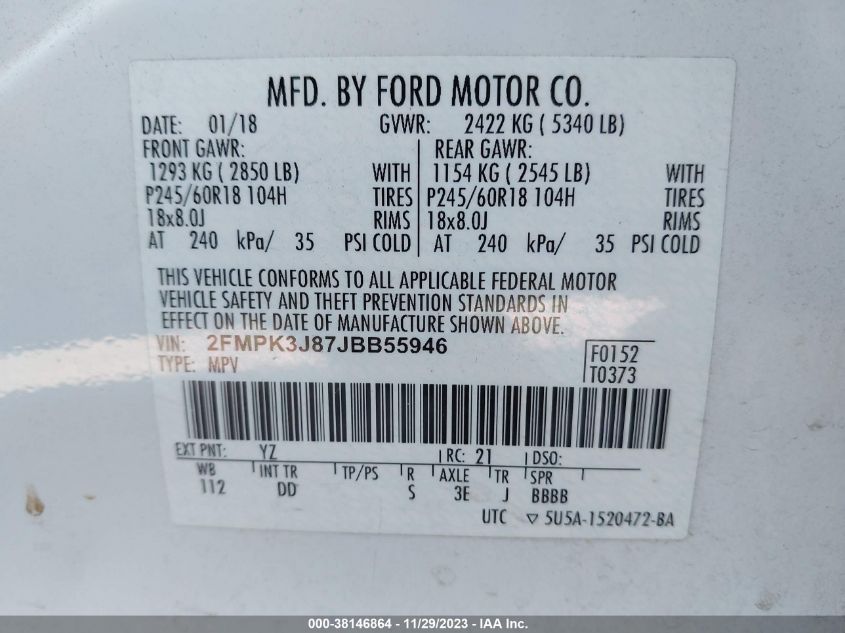 MFD. BY FORD MOTOR CO.
DATE: 01/18 GVWR: 2422 KG ( 5340 LB)
FRONT GAWR: REAR GAWR:
1293 KG ( 2850 LB) WITH 1154 KG ( 2545 LB) WITH
P245/60R18 104H TIRES P245/60R18 104H TIRES
18x8.0J RIMS 18x8.0J RIMS
AT 240 kPa/ 35 PSI COLD AT 240 kPa/ 35 PSI COLD
THIS VEHICLE CONFORMS TO ALL APPLICABLE FEDERAL MOTOR
VEHICLE SAFETY AND THEFT PREVENTION STANDARDS IN
EFFECT ON THE DATE OF MANUFACTURE SHOWN ABOVE.
VIN: 2FMPK3J87JBB55946 F0152
TYPE: MPV T0373
EXT PNT: YZ RC: 21 DSO:
WB INT TR TP/PS R AXLE TR SPR
112 DD S 3E J BBBB
UTC ▽ 5U5A-1520472-BA
000-38146864 - 11/29/2023 - IAA Inc.